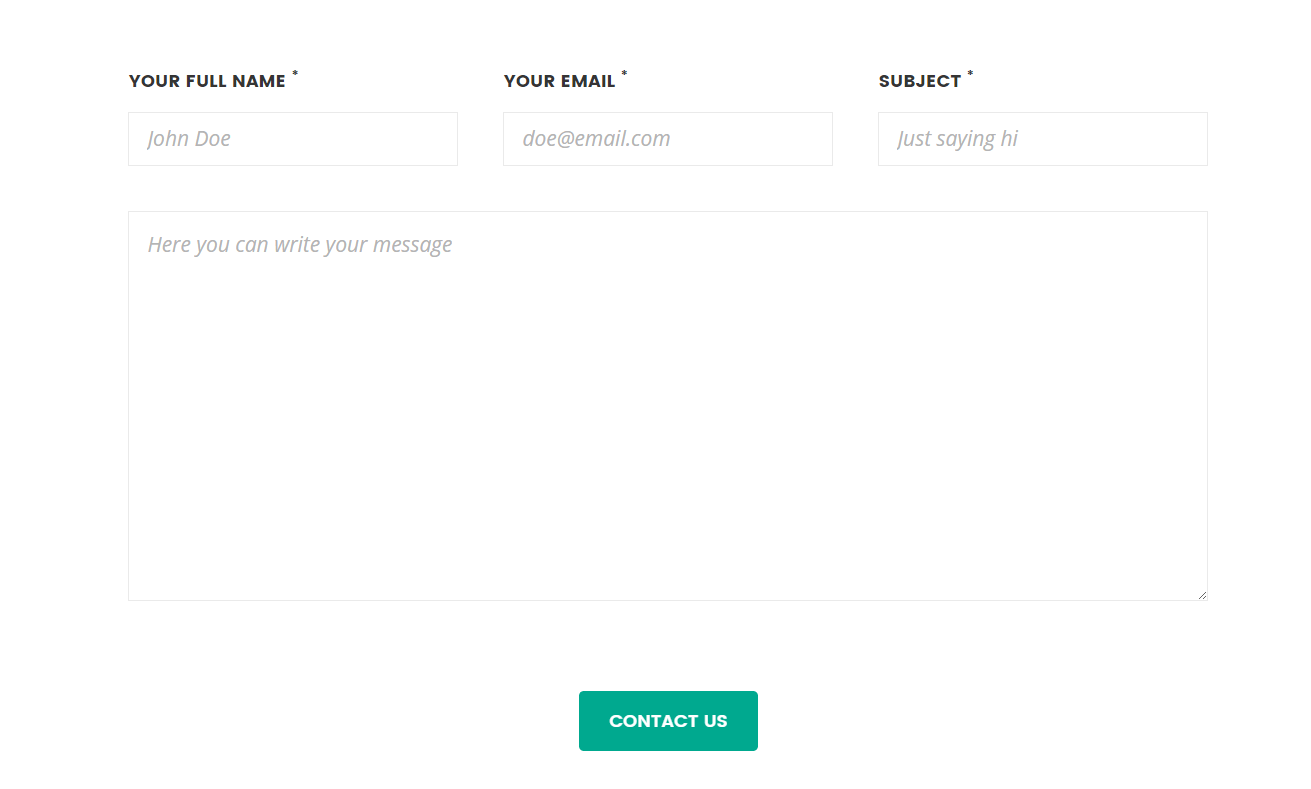 YOUR FULL NAME * YOUR EMAIL * SUBJECT *
John Doe doe@email.com Just saying hi
Here you can write your message
CONTACT US